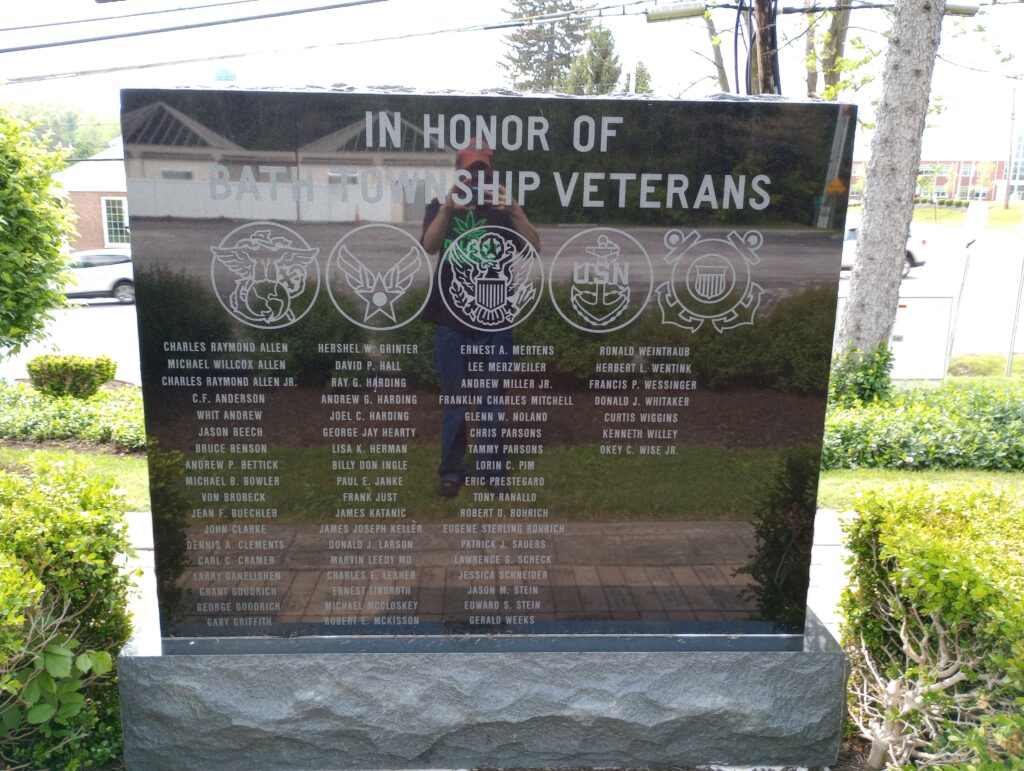 IN HONOR OF
BATH TOWNSHIP VETERANS
USN
CHARLES RAYMOND ALLEN
MICHAEL WILLCOX ALLEN
CHARLES RAYMOND ALLEN JR.
C.F. ANDERSON
WHIT ANDREW
JASON BEECH
BRUCE BENSON
ANDREW P. BETTICK
MICHAEL B. BOWLER
VON BROBECK
JEAN F. BUECHLER
JOHN CLARKE
DENNIS A. CLEMENTS
CARL C. CRAMER
LARRY DANELISHEN
GRANT GOODRICH
GEORGE GOODRICH
GARY GRIFFITH
HERSHEL W. GRINTER
DAVID P. HALL
RAY G. HARDING
ANDREW G. HARDING
JOEL C. HARDING
GEORGE JAY HEARTY
LISA K. HERMAN
BILLY DON INGLE
PAUL E. JANKE
FRANK JUST
JAMES KATANIC
JAMES JOSEPH KELLER
DONALD J. LARSON
MARVIN LEEDY MD
CHARLES E. LESHER
ERNEST LINDROTH
MICHAEL MCCLOSKEY
ROBERT E. MCKISSON
ERNEST A. MERTENS
LEE MERZWEILER
ANDREW MILLER JR.
FRANKLIN CHARLES MITCHELL
GLENN W. NOLAND
CHRIS PARSONS
TAMMY PARSONS
LORIN C. PIM
ERIC PRESTEGARD
TONY RANALLO
ROBERT D. ROHRICH
EUGENE STERLING ROHRICH
PATRICK J. SAUERS
LAWRENCE G. SCHECK
JESSICA SCHNEIDER
JASON M. STEIN
EDWARD S. STEIN
GERALD WEEKS
RONALD WEINTRAUB
HERBERT L. WENTINK
FRANCIS P. WESSINGER
DONALD J. WHITAKER
CURTIS WIGGINS
KENNETH WILLEY
OKEY C. WISE JR.